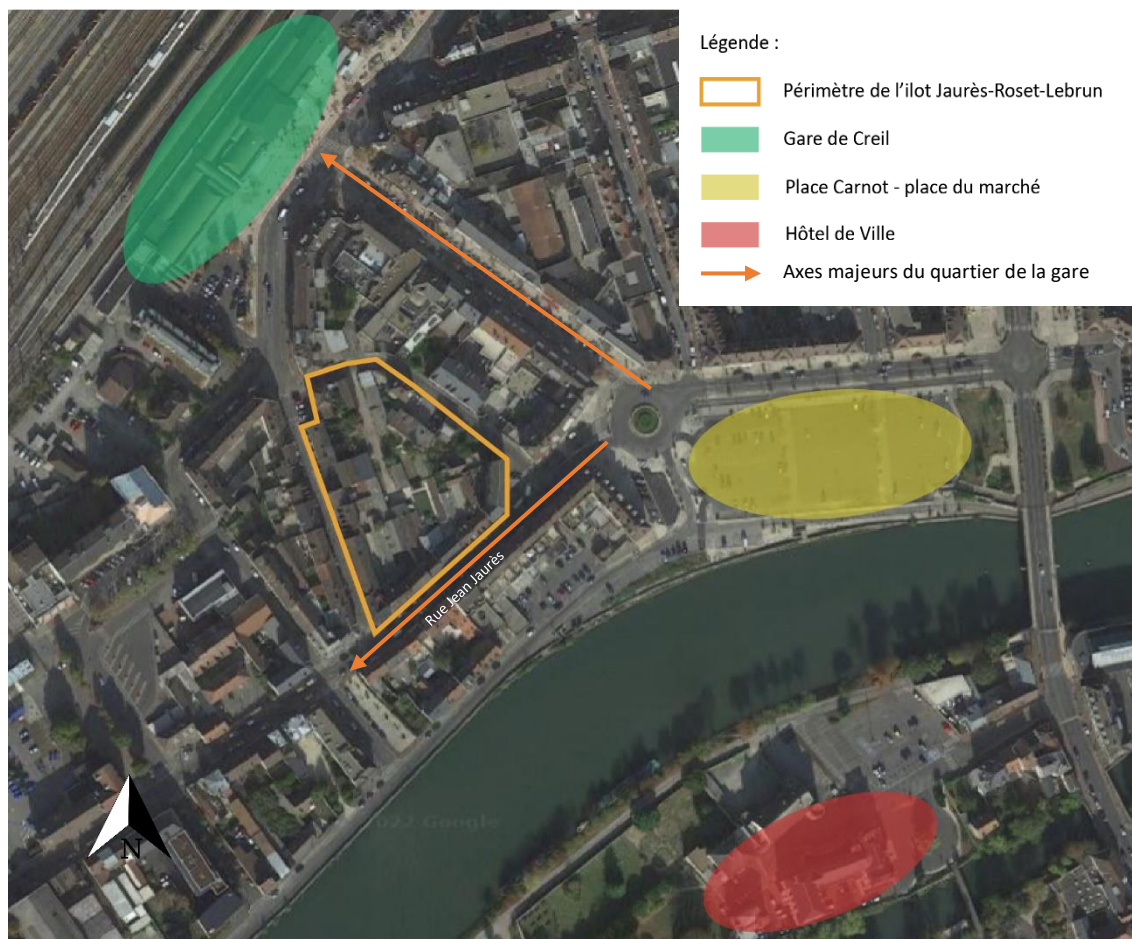 Légende :
Périmètre de l'ilot Jaurès-Roset-Lebrun
Gare de Creil
Place Carnot - place du marché
Hôtel de Ville
Axes majeurs du quartier de la gare
Rue Jean Jaurès
2022 Google
N